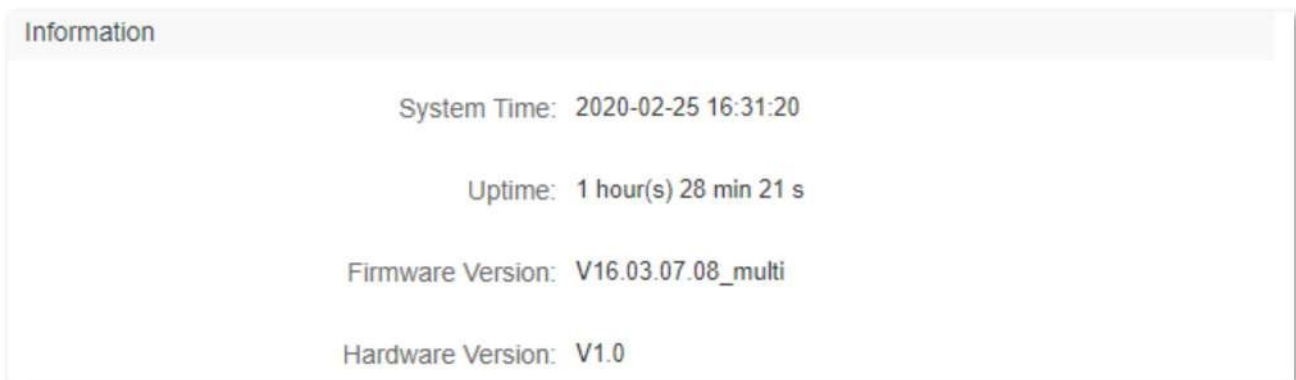 Information
System Time: 2020-02-25 16:31:20
Uptime: 1 hour(s) 28 min 21 s
Firmware Version: V16.03.07.08_multi
Hardware Version: V1.0